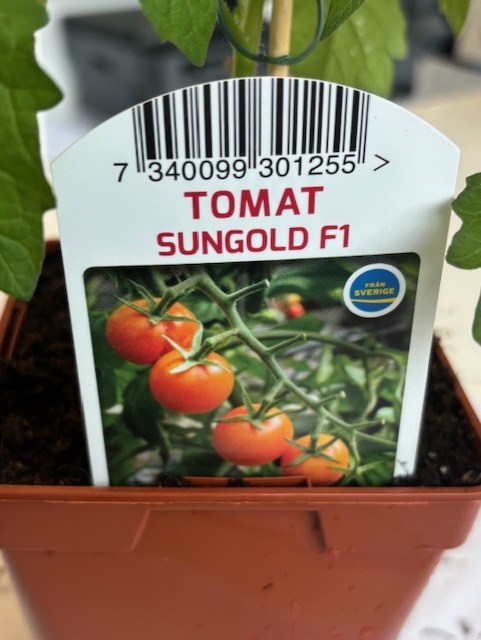 7 340099 301255 >
TOMAT
SUNGOLD F1
FRÅN
SVERIGE